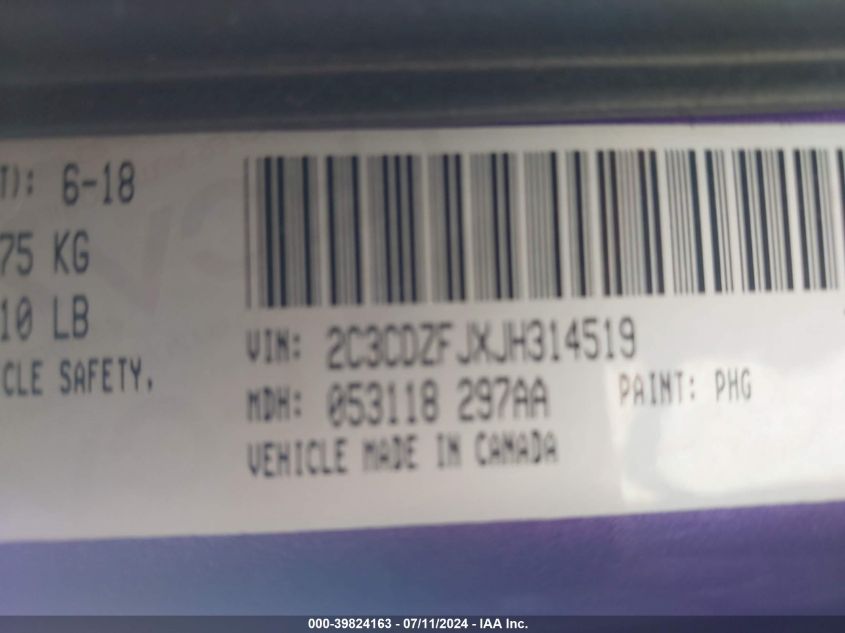 T): 6-18
75 KG
10 LB
CLE SAFETY,
VIN: 2C3CDZFJXJH314519
MDH: 053118 297AA PAINT: PHG
VEHICLE MADE IN CANADA
000-39824163 - 07/11/2024 - IAA Inc.